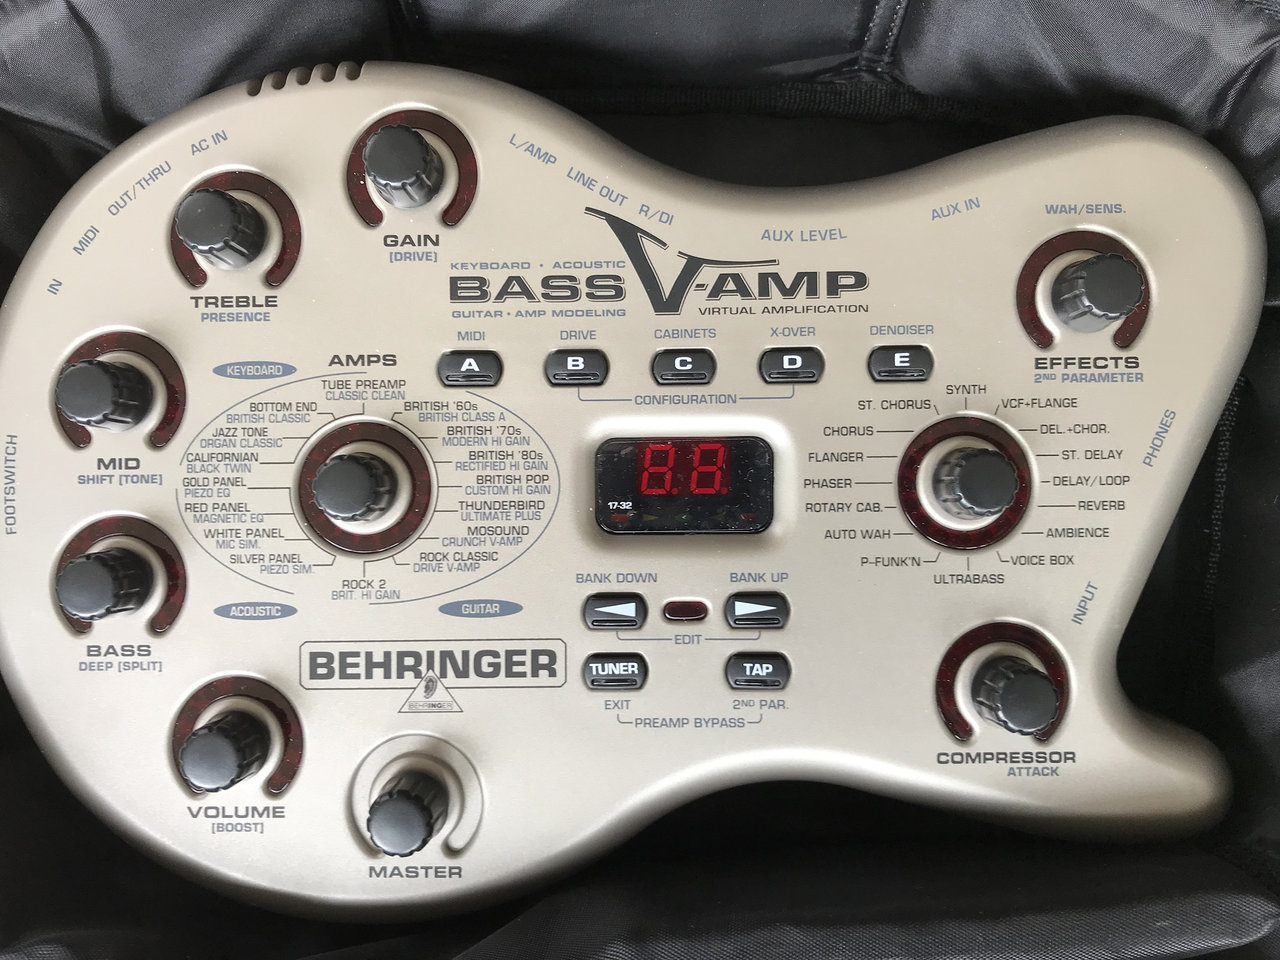 AC IN
OUT/THRU
MIDI
IN
FOOTSWITCH
L/AMP
LINE OUT
R/DI
AUX LEVEL
AUX IN
PHONES
INPUT
GAIN
[DRIVE]
TREBLE
PRESENCE
MID
SHIFT [TONE]
BASS
DEEP [SPLIT]
VOLUME
[BOOST]
MASTER
KEYBOARD • ACOUSTIC
BASS V-AMP
GUITAR • AMP MODELING
VIRTUAL AMPLIFICATION
MIDI
DRIVE
CABINETS
X-OVER
DENOISER
A
B
C
D
E
CONFIGURATION
AMPS
KEYBOARD
ACOUSTIC
GUITAR
TUBE PREAMP
CLASSIC CLEAN
BRITISH '60s
BRITISH CLASS A
BRITISH '70s
MODERN HI GAIN
BRITISH '80s
RECTIFIED HI GAIN
BRITISH POP
CUSTOM HI GAIN
THUNDERBIRD
ULTIMATE PLUS
MOSOUND
CRUNCH V-AMP
ROCK CLASSIC
DRIVE V-AMP
ROCK 2
BRIT. HI GAIN
SILVER PANEL
PIEZO SIM.
WHITE PANEL
MIC SIM.
RED PANEL
MAGNETIC EQ
GOLD PANEL
PIEZO EQ
CALIFORNIAN
BLACK TWIN
JAZZ TONE
ORGAN CLASSIC
BOTTOM END
BRITISH CLASSIC
8.8.
17-32
BANK DOWN
BANK UP
EDIT
TUNER
TAP
EXIT
2ND PAR.
PREAMP BYPASS
BEHRINGER
BEHRINGER
WAH/SENS.
EFFECTS
2ND PARAMETER
SYNTH
VCF+FLANGE
DEL.+CHOR.
ST. DELAY
DELAY/LOOP
REVERB
AMBIENCE
VOICE BOX
ULTRABASS
P-FUNK'N
AUTO WAH
ROTARY CAB.
PHASER
FLANGER
CHORUS
ST. CHORUS
COMPRESSOR
ATTACK